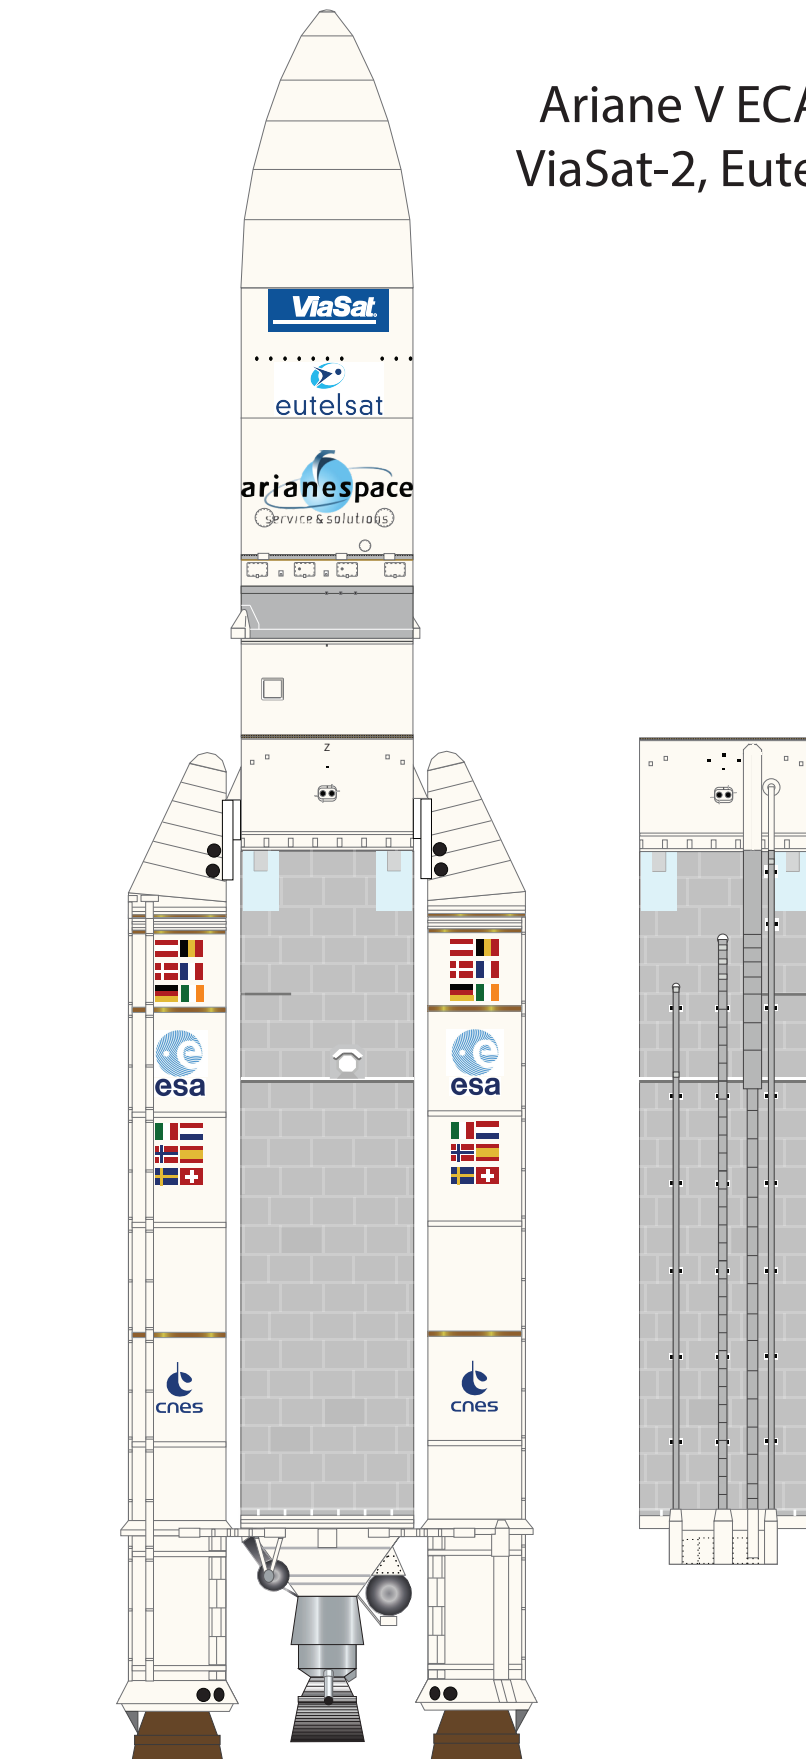 Ariane V ECA
ViaSat-2, Eute
ViaSat
eutelsat
arianespace
service & solutions
Z
esa
esa
cnes
cnes